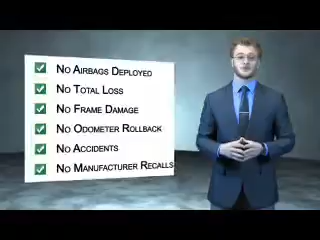 No Airbags Deployed
No Total Loss
No Frame Damage
No Odometer Rollback
No Accidents
No Manufacturer Recalls